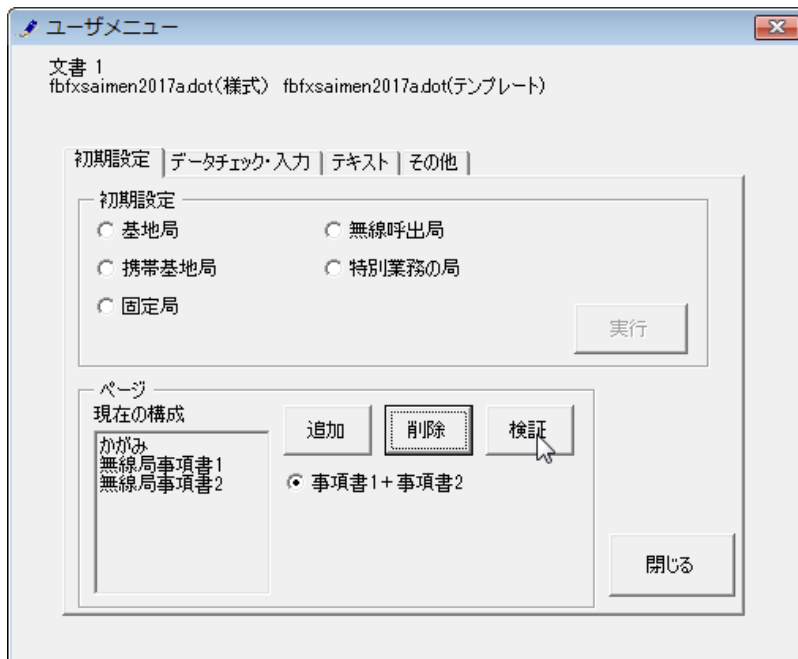 ユーザメニュー
文書 1
fbfxsaimen2017a.dot(様式) fbfxsaimen2017a.dot(テンプレート)
初期設定 データチェック・入力 テキスト その他
初期設定
基地局 無線呼出局
携帯基地局 特別業務の局
固定局
実行
ページ
現在の構成
かがみ
無線局事項書1
無線局事項書2
追加 削除 検証
事項書1+事項書2
閉じる